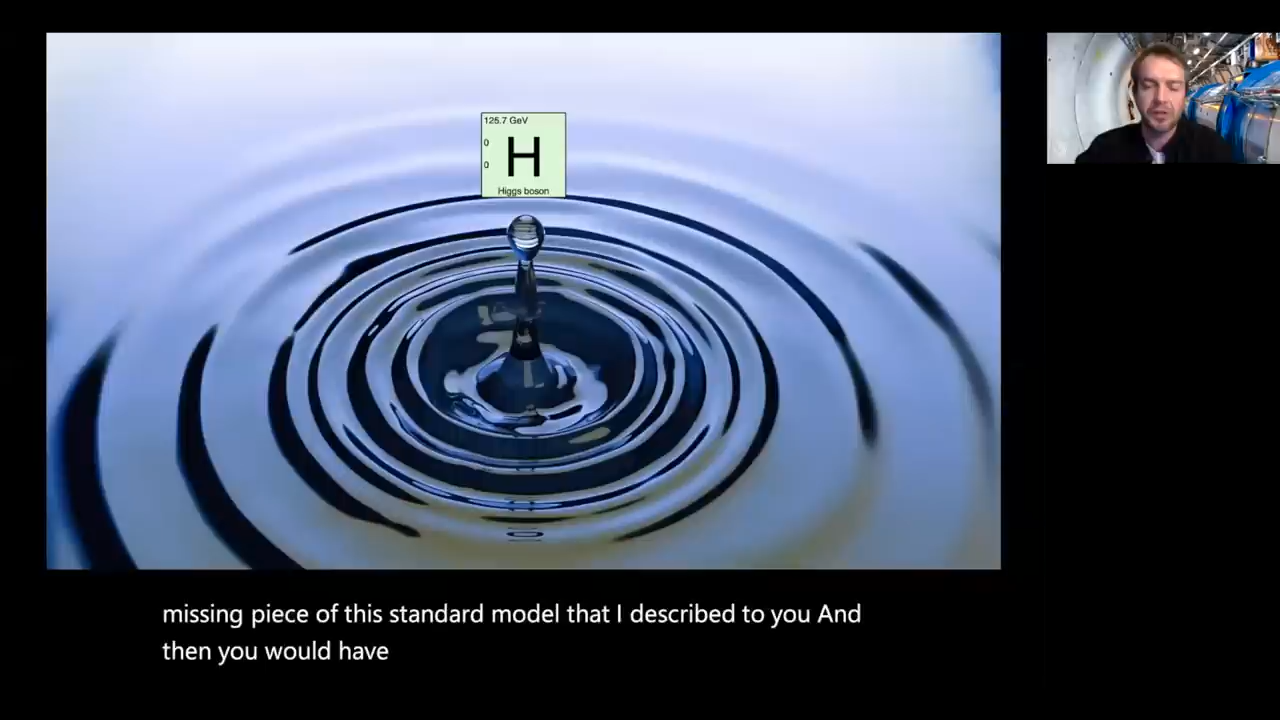 125.7 GeV
0
0
H
Higgs boson
missing piece of this standard model that I described to you And
then you would have